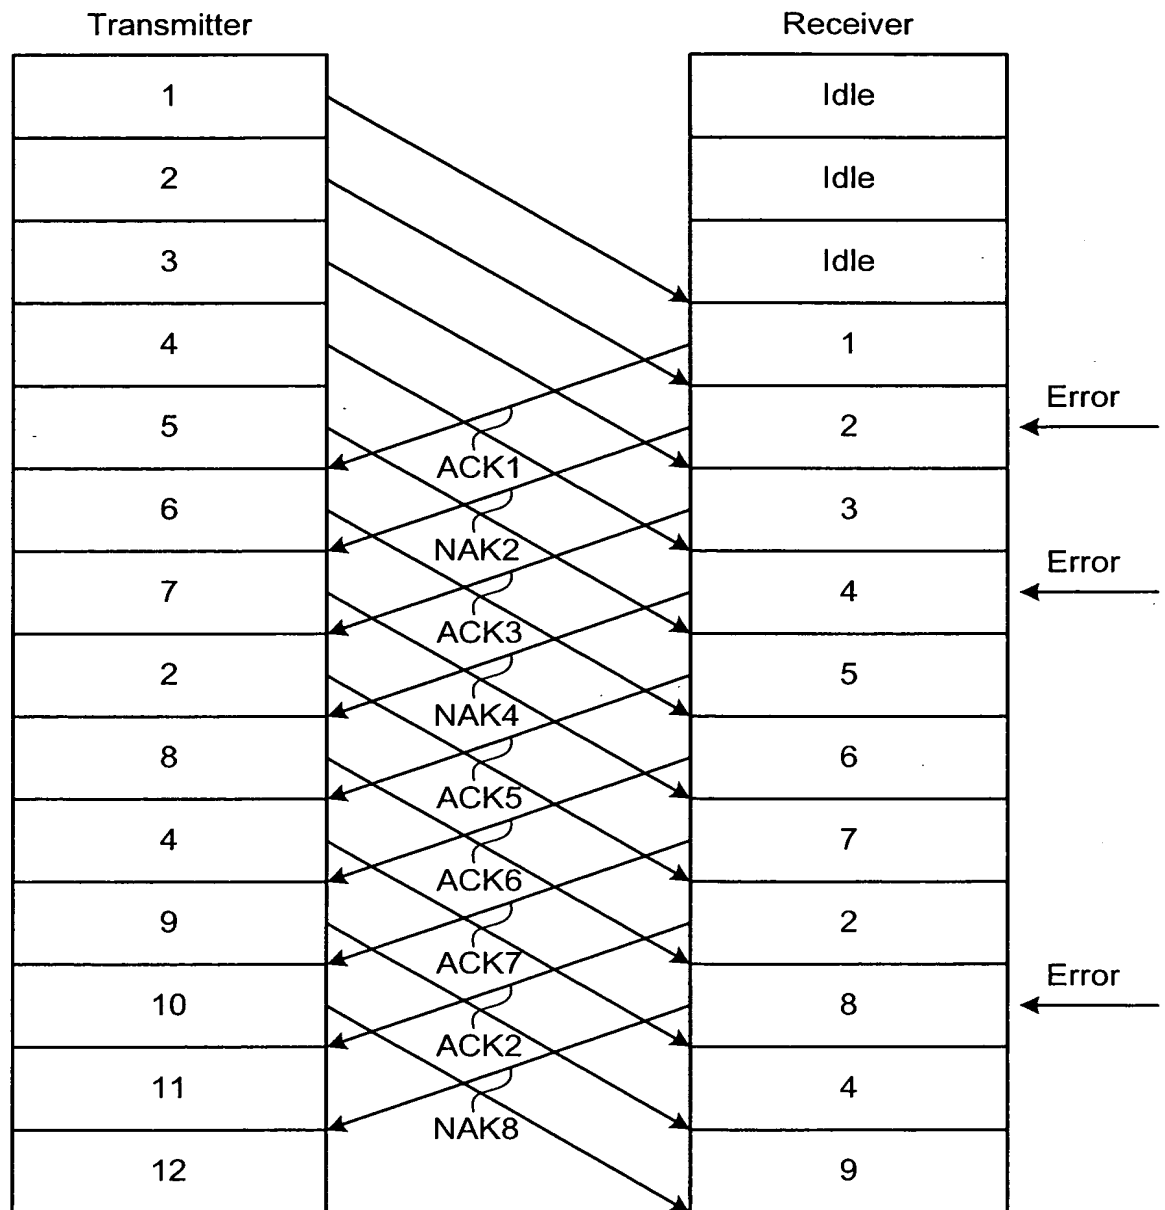 Transmitter Receiver
1 Idle
2 Idle
3 Idle
4 1
Error
5 2
ACK1
6 3
NAK2
Error
7 4
ACK3
2 5
NAK4
8 6
ACK5
4 7
ACK6
9 2
ACK7
Error
10 8
ACK2
11 4
NAK8
12 9